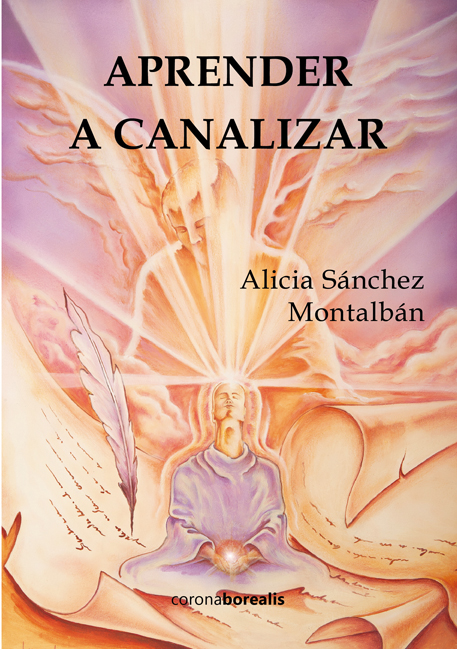 APRENDER
A CANALIZAR
Alicia Sánchez
Montalbán
coronaborealis